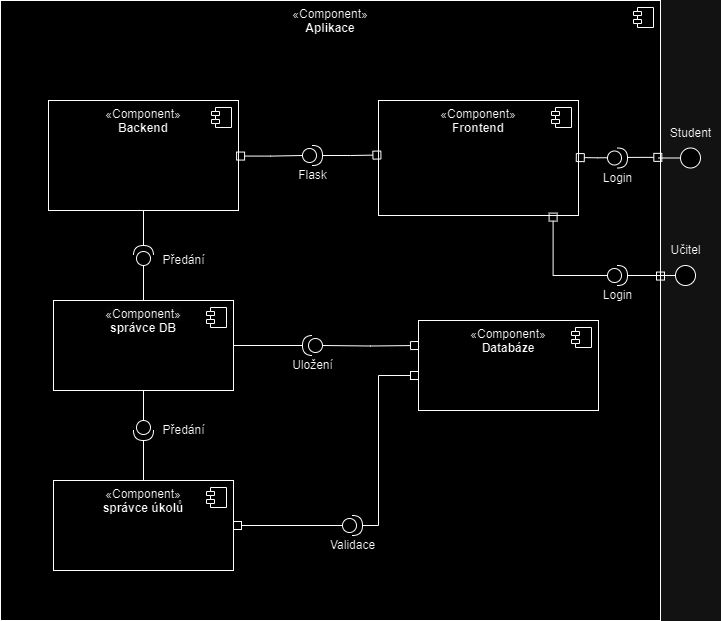 «Component»
Aplikace
«Component»
Backend
«Component»
Frontend
Student
Flask
Login
Učitel
Předání
Login
«Component»
správce DB
«Component»
Databáze
Uložení
Předání
«Component»
správce úkolů
Validace